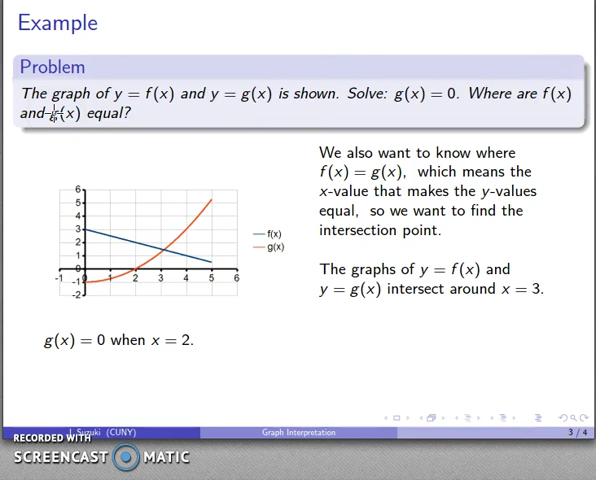 Example
Problem
The graph of y = f(x) and y = g(x) is shown. Solve: g(x) = 0. Where are f(x)
and g(x) equal?
We also want to know where
f(x) = g(x), which means the
x-value that makes the y-values
equal, so we want to find the
intersection point.
6
5
4
3
2
1
0
-1
-2
-1 0 1 2 3 4 5 6
f(x)
g(x)
The graphs of y = f(x) and
y = g(x) intersect around x = 3.
g(x) = 0 when x = 2.
J. Suzuki (CUNY) Graph Interpretation 3 / 4
RECORDED WITH
SCREENCAST MATIC